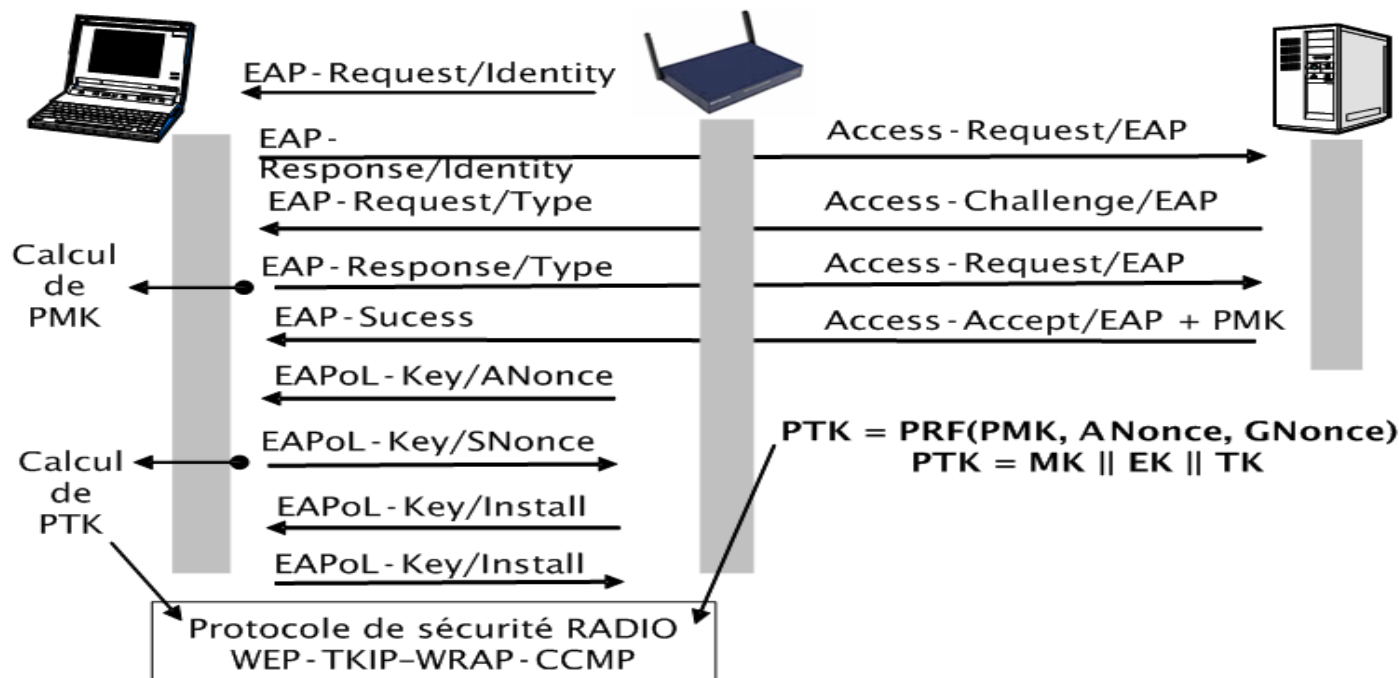 EAP-Request/Identity
EAP-
Response/Identity
Access-Request/EAP
EAP-Request/Type
Access-Challenge/EAP
Calcul
de
PMK
EAP-Response/Type
Access-Request/EAP
EAP-Sucess
Access-Accept/EAP + PMK
EAPoL-Key/ANonce
EAPoL-Key/SNonce
PTK = PRF(PMK, ANonce, GNonce)
PTK = MK || EK || TK
Calcul
de
PTK
EAPoL-Key/Install
EAPoL-Key/Install
Protocole de sécurité RADIO
WEP-TKIP–WRAP-CCMP